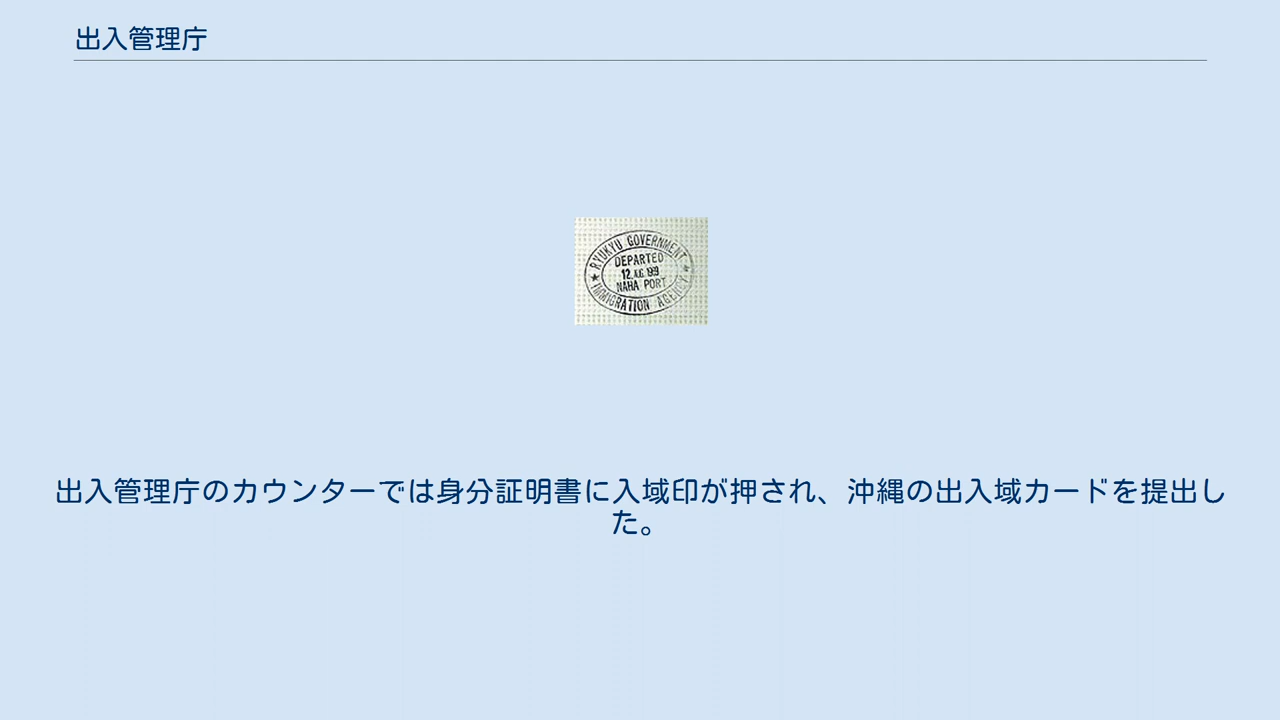 出入管理庁
RYUKYU GOVERNMENT
DEPARTED
NAHA PORT
IMMIGRATION AGENCY
出入管理庁のカウンターでは身分証明書に入域印が押され、沖縄の出入域カードを提出し
た。